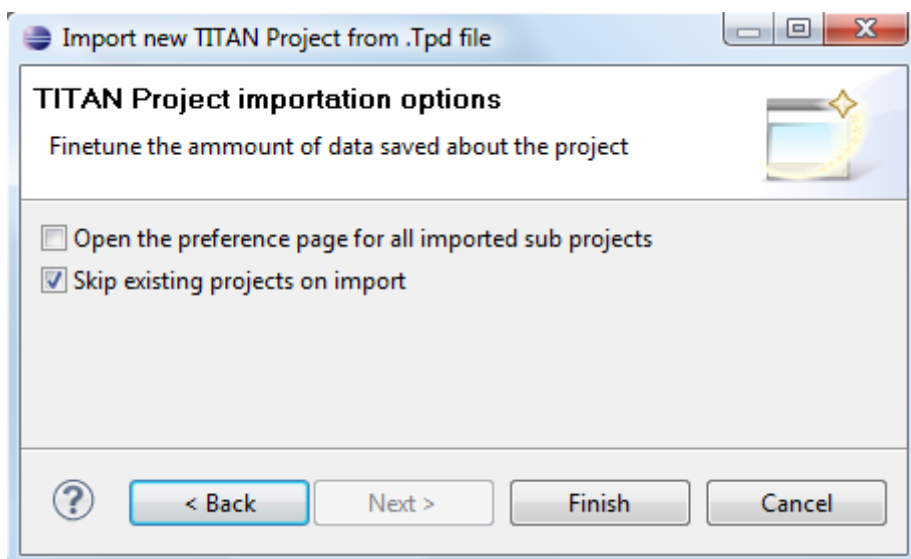 Import new TITAN Project from .Tpd file
TITAN Project importation options
Finetune the ammount of data saved about the project
Open the preference page for all imported sub projects
Skip existing projects on import
? < Back Next > Finish Cancel